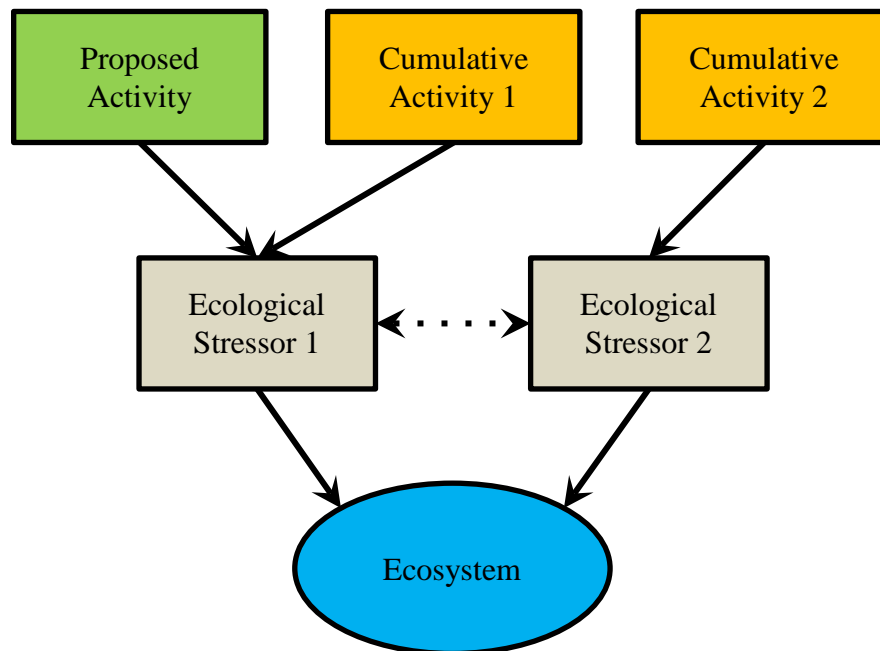 Proposed
Activity
Cumulative
Activity 1
Cumulative
Activity 2
Ecological
Stressor 1
Ecological
Stressor 2
Ecosystem